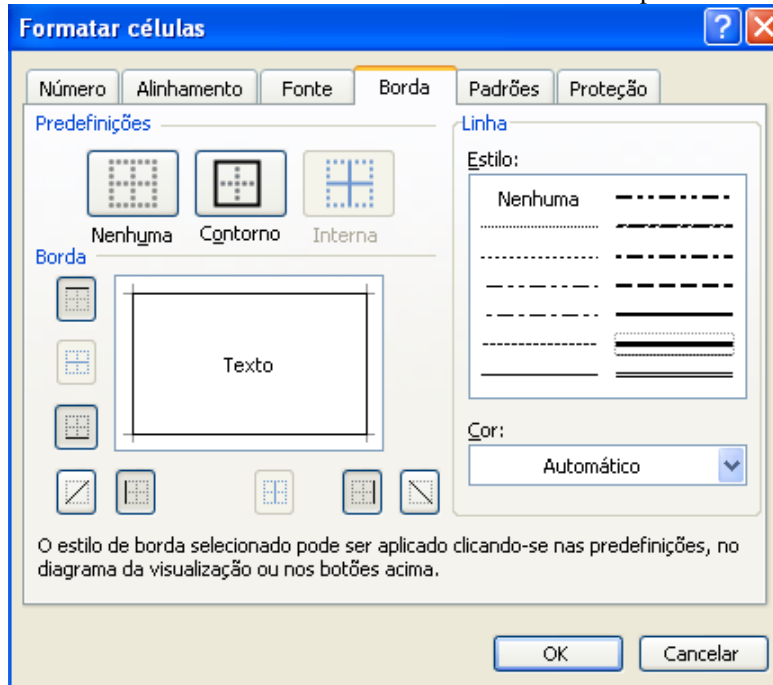 Formatar células
Número Alinhamento Fonte Borda Padrões Proteção
Predefinições
Nenhuma Contorno Interna
Borda
Texto
Linha
Estilo:
Nenhuma
Cor:
Automático
O estilo de borda selecionado pode ser aplicado clicando-se nas predefinições, no
diagrama da visualização ou nos botões acima.
OK Cancelar